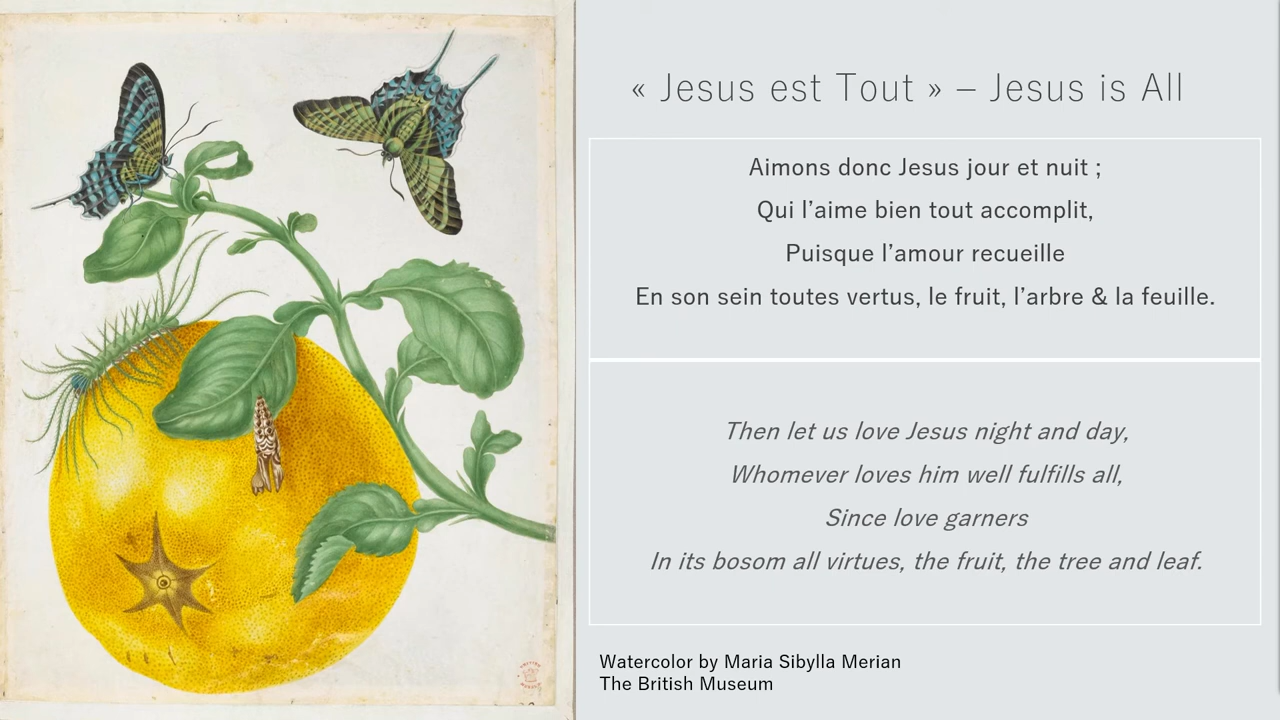 « Jesus est Tout » – Jesus is All
Aimons donc Jesus jour et nuit ;
Qui l'aime bien tout accomplit,
Puisque l'amour recueille
En son sein toutes vertus, le fruit, l'arbre & la feuille.
Then let us love Jesus night and day,
Whomever loves him well fulfills all,
Since love garners
In its bosom all virtues, the fruit, the tree and leaf.
Watercolor by Maria Sibylla Merian
The British Museum